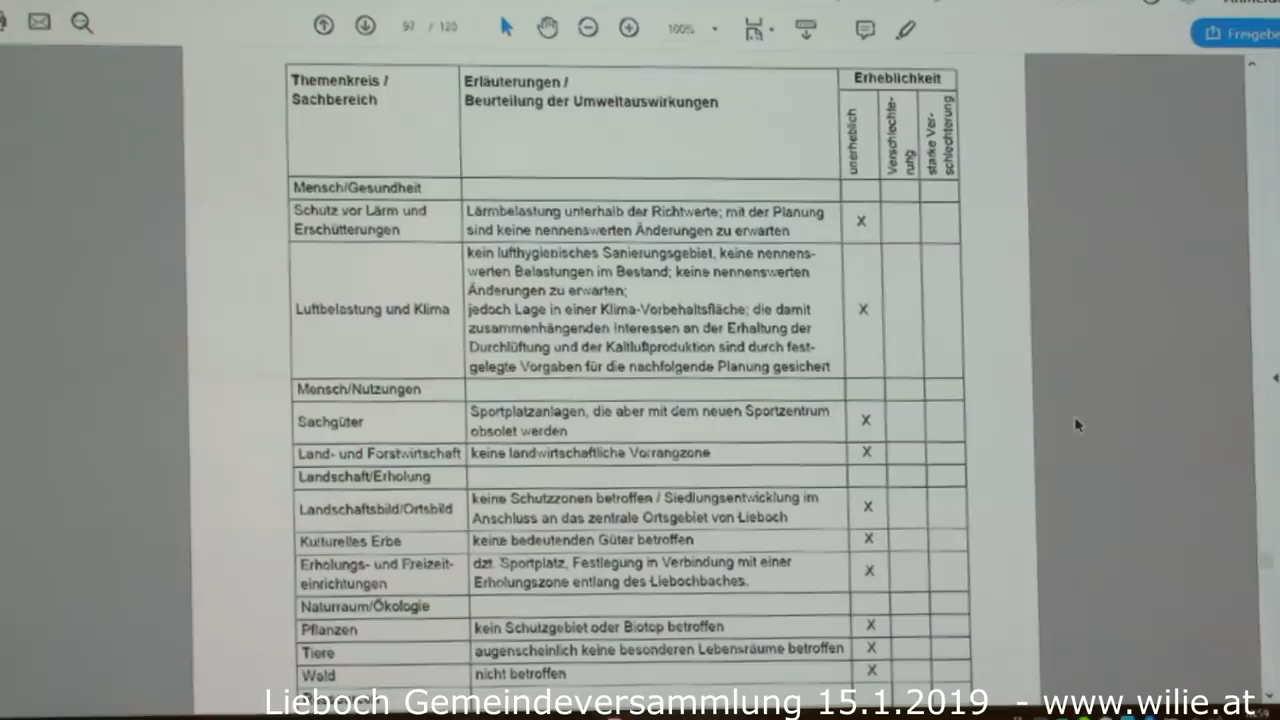 97 / 120
100%
Freigebe
Themenkreis /
Sachbereich
Erläuterungen /
Beurteilung der Umweltauswirkungen
Erheblichkeit
unerheblich
Verschlechte-
rung
starke Ver-
schlechterung
Mensch/Gesundheit
Schutz vor Lärm und
Erschütterungen
Lärmbelastung unterhalb der Richtwerte; mit der Planung
sind keine nennenswerten Änderungen zu erwarten
X
Luftbelastung und Klima
kein lufthygienisches Sanierungsgebiet, keine nennens-
werten Belastungen im Bestand; keine nennenswerten
Änderungen zu erwarten;
jedoch Lage in einer Klima-Vorbehaltsfläche; die damit
zusammenhängenden Interessen an der Erhaltung der
Durchlüftung und der Kaltluftproduktion sind durch fest-
gelegte Vorgaben für die nachfolgende Planung gesichert
X
Mensch/Nutzungen
Sachgüter
Sportplatzanlagen, die aber mit dem neuen Sportzentrum
obsolet werden
X
Land- und Forstwirtschaft
keine landwirtschaftliche Vorrangzone
X
Landschaft/Erholung
Landschaftsbild/Ortsbild
keine Schutzzonen betroffen / Siedlungsentwicklung im
Anschluss an das zentrale Ortsgebiet von Lieboch
X
Kulturelles Erbe
keine bedeutenden Güter betroffen
X
Erholungs- und Freizeit-
einrichtungen
dzt. Sportplatz, Festlegung in Verbindung mit einer
Erholungszone entlang des Liebochbaches.
X
Naturraum/Ökologie
Pflanzen
kein Schutzgebiet oder Biotop betroffen
X
Tiere
augenscheinlich keine besonderen Lebensräume betroffen
X
Wald
nicht betroffen
X
Lieboch Gemeindeversammlung 15.1.2019 - www.wilie.at